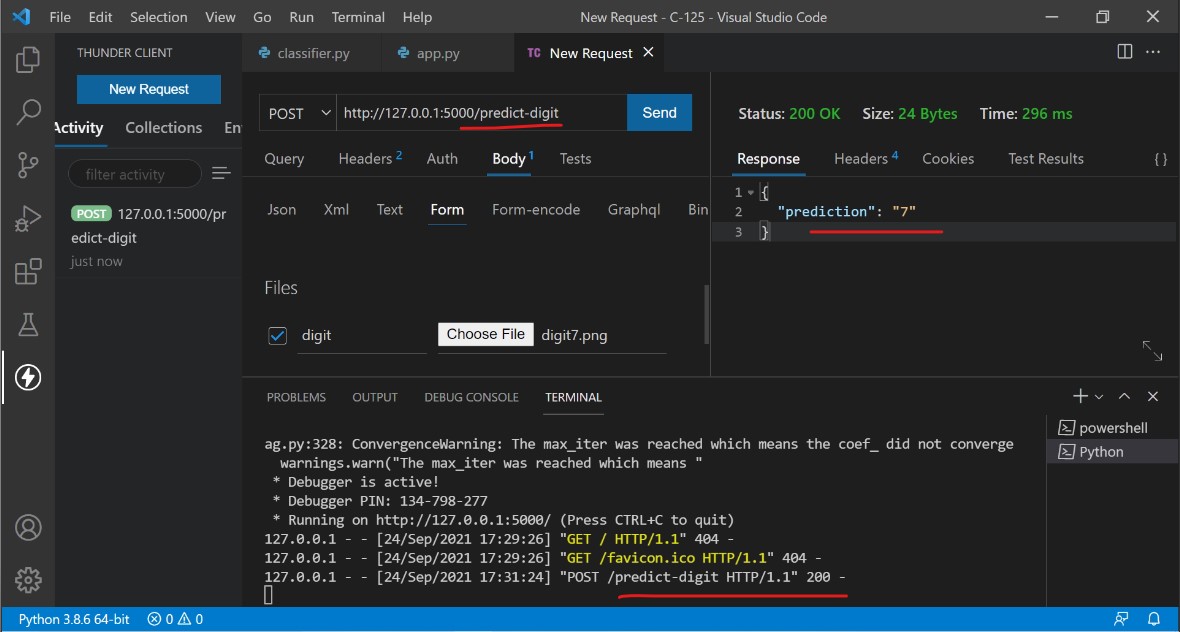 File Edit Selection View Go Run Terminal Help New Request - C-125 - Visual Studio Code
THUNDER CLIENT
New Request
Activity Collections En
filter activity
POST 127.0.0.1:5000/pr
edict-digit
just now
classifier.py app.py TC New Request
POST http://127.0.0.1:5000/predict-digit Send
Query Headers 2 Auth Body 1 Tests
Json Xml Text Form Form-encode Graphql Bin
Files
digit Choose File digit7.png
Status: 200 OK Size: 24 Bytes Time: 296 ms
Response Headers 4 Cookies Test Results { }
1 {
2 "prediction": "7"
3 }
PROBLEMS OUTPUT DEBUG CONSOLE TERMINAL
ag.py:328: ConvergenceWarning: The max_iter was reached which means the coef_ did not converge
warnings.warn("The max_iter was reached which means "
* Debugger is active!
* Debugger PIN: 134-798-277
* Running on http://127.0.0.1:5000/ (Press CTRL+C to quit)
127.0.0.1 - - [24/Sep/2021 17:29:26] "GET / HTTP/1.1" 404 -
127.0.0.1 - - [24/Sep/2021 17:29:26] "GET /favicon.ico HTTP/1.1" 404 -
127.0.0.1 - - [24/Sep/2021 17:31:24] "POST /predict-digit HTTP/1.1" 200 -
powershell
Python
Python 3.8.6 64-bit 0 0